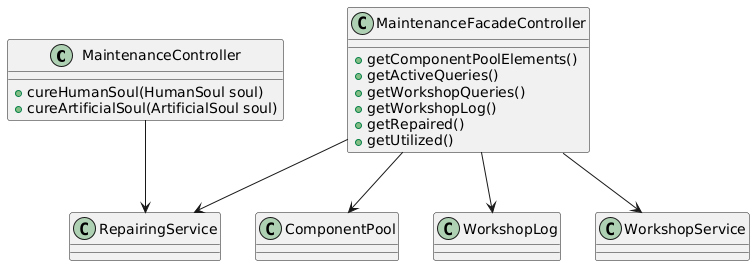 C MaintenanceController
cureHumanSoul(HumanSoul soul)
cureArtificialSoul(ArtificialSoul soul)
C MaintenanceFacadeController
getComponentPoolElements()
getActiveQueries()
getWorkshopQueries()
getWorkshopLog()
getRepaired()
getUtilized()
C RepairingService
C ComponentPool
C WorkshopLog
C WorkshopService